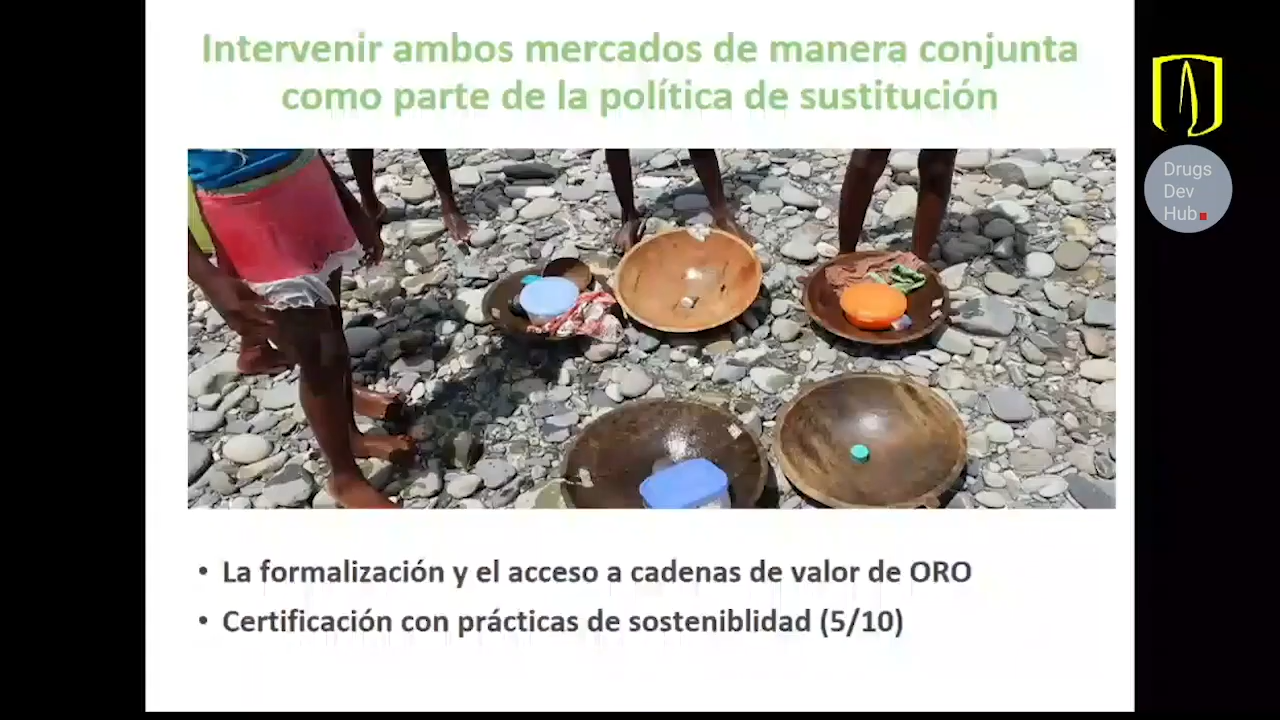 Intervenir ambos mercados de manera conjunta
como parte de la política de sustitución
Drugs
Dev
Hub
• La formalización y el acceso a cadenas de valor de ORO
• Certificación con prácticas de sosteniblidad (5/10)